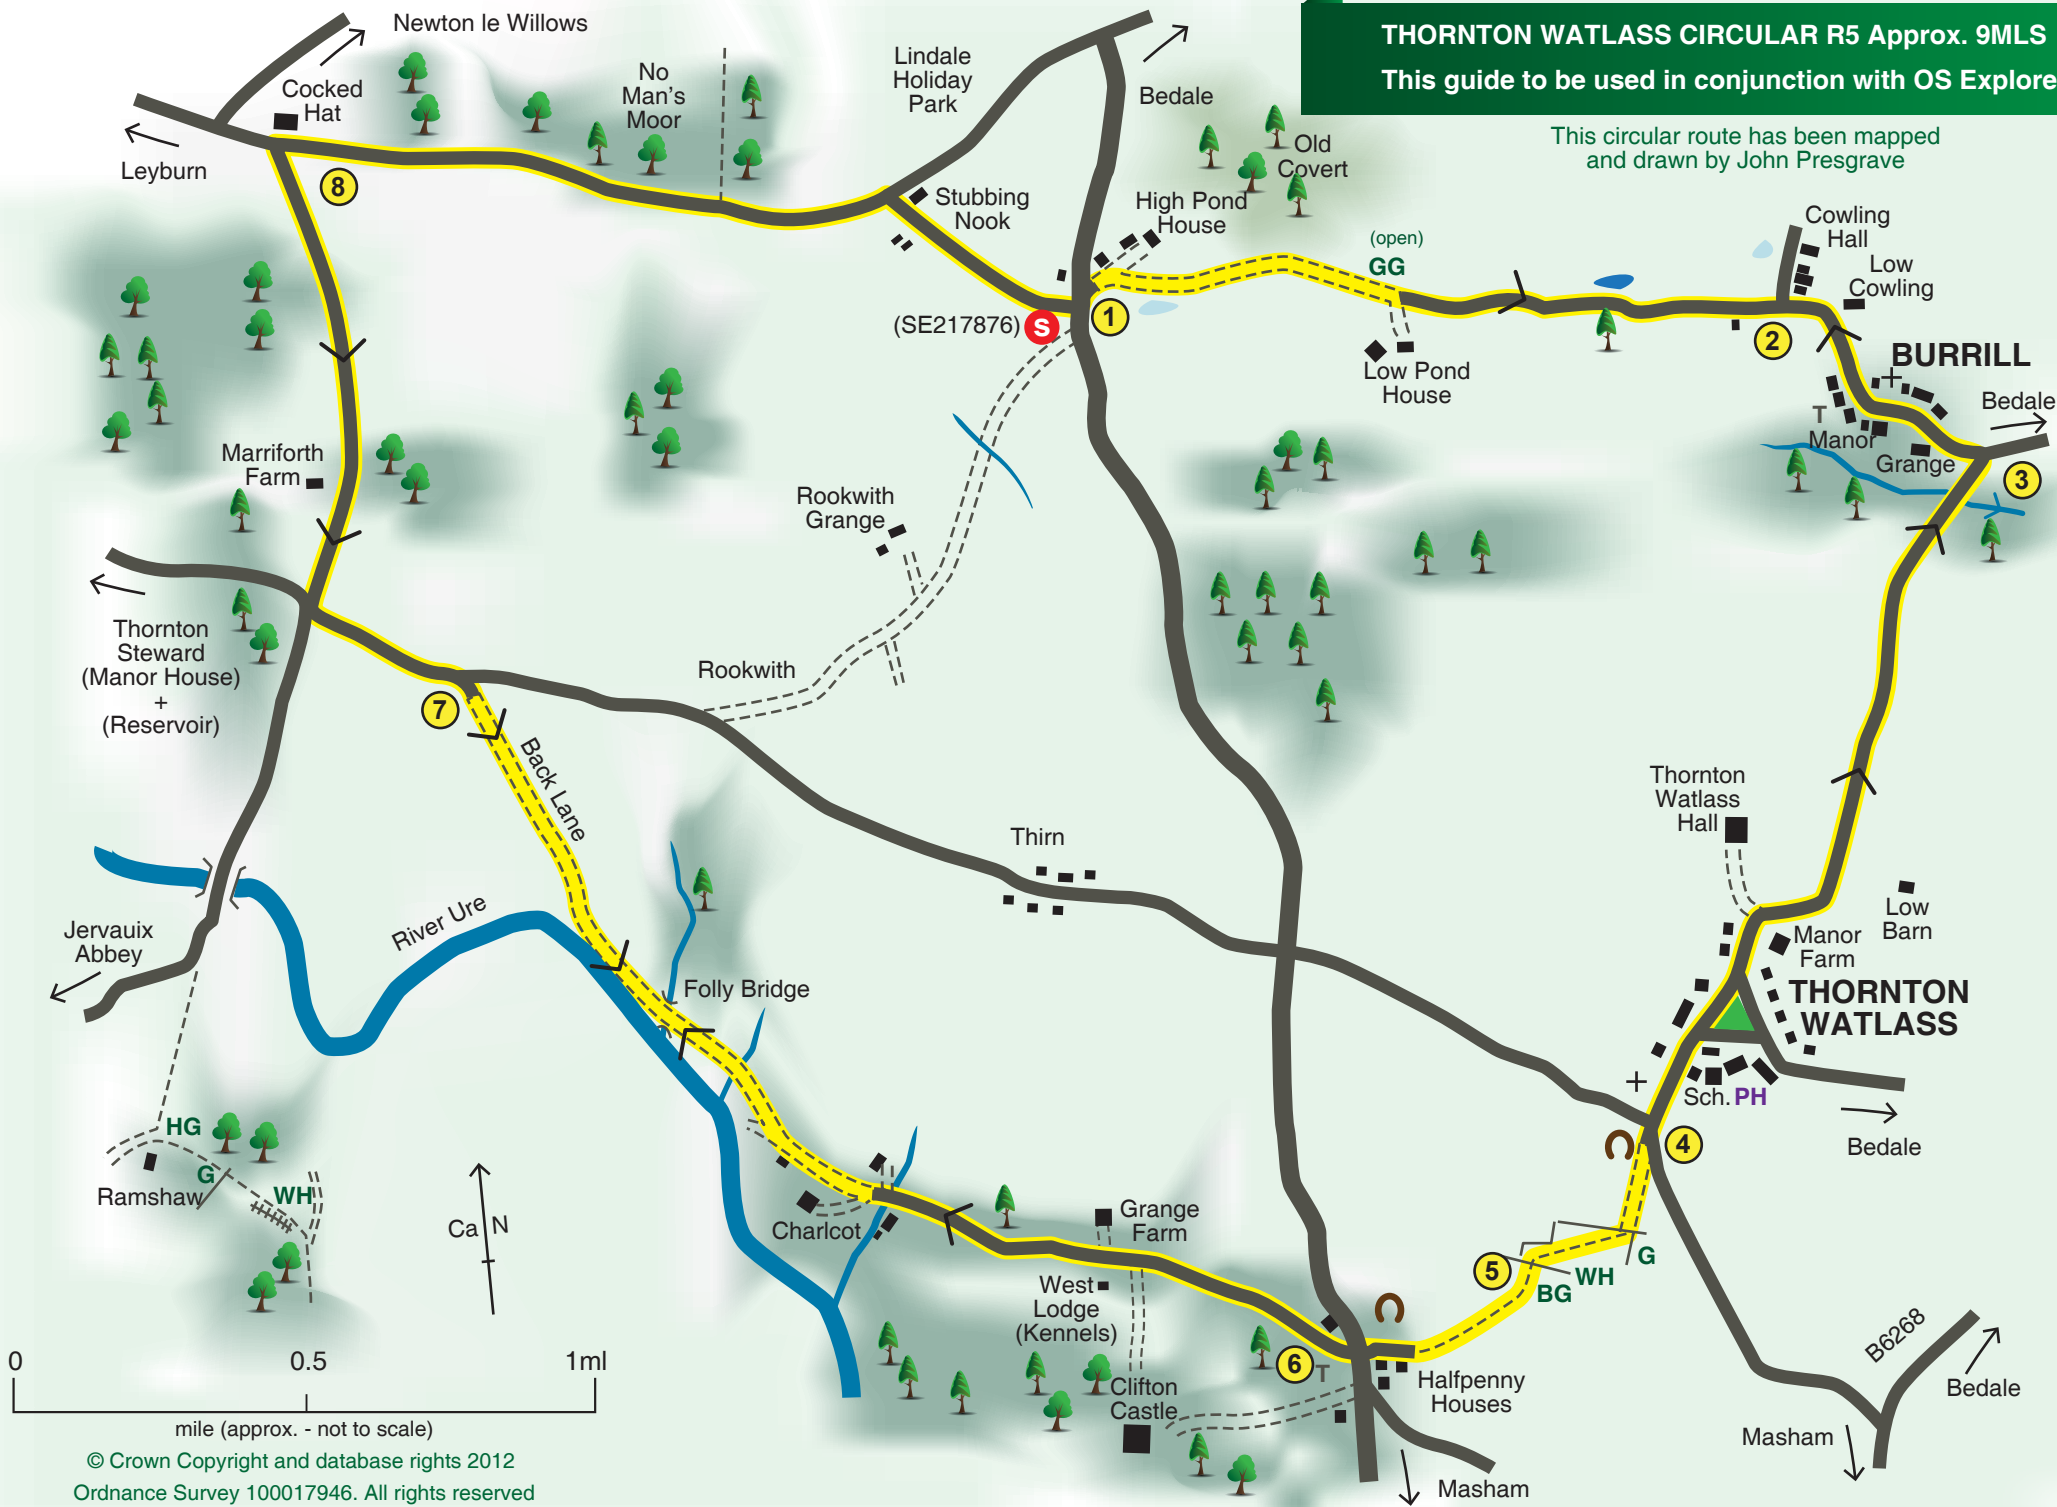 THORNTON WATLASS CIRCULAR R5 Approx. 9MLS
This guide to be used in conjunction with OS Explore
This circular route has been mapped
and drawn by John Presgrave
Newton le Willows
Cocked
Hat
Leyburn
8
No
Man's
Moor
Lindale
Holiday
Park
Bedale
Stubbing
Nook
High Pond
House
Old
Covert
(open)
GG
(SE217876)
S
1
Low Pond
House
Cowling
Hall
Low
Cowling
2
BURRILL
T
Manor
Grange
Bedale
3
Marriforth
Farm
Rookwith
Grange
Thornton
Steward
(Manor House)
+
(Reservoir)
Rookwith
7
Back Lane
Thornton
Watlass
Hall
Thirn
Low
Barn
Manor
Farm
THORNTON
WATLASS
River Ure
Jervauix
Abbey
Folly Bridge
Sch. PH
4
Bedale
HG
G
Ramshaw
WH
Ca N
Charlcot
Grange
Farm
West
Lodge
(Kennels)
5
G
WH
BG
6
T
Halfpenny
Houses
Clifton
Castle
B6268
Bedale
Masham
Masham
0 0.5 1ml
mile (approx. - not to scale)
© Crown Copyright and database rights 2012
Ordnance Survey 100017946. All rights reserved